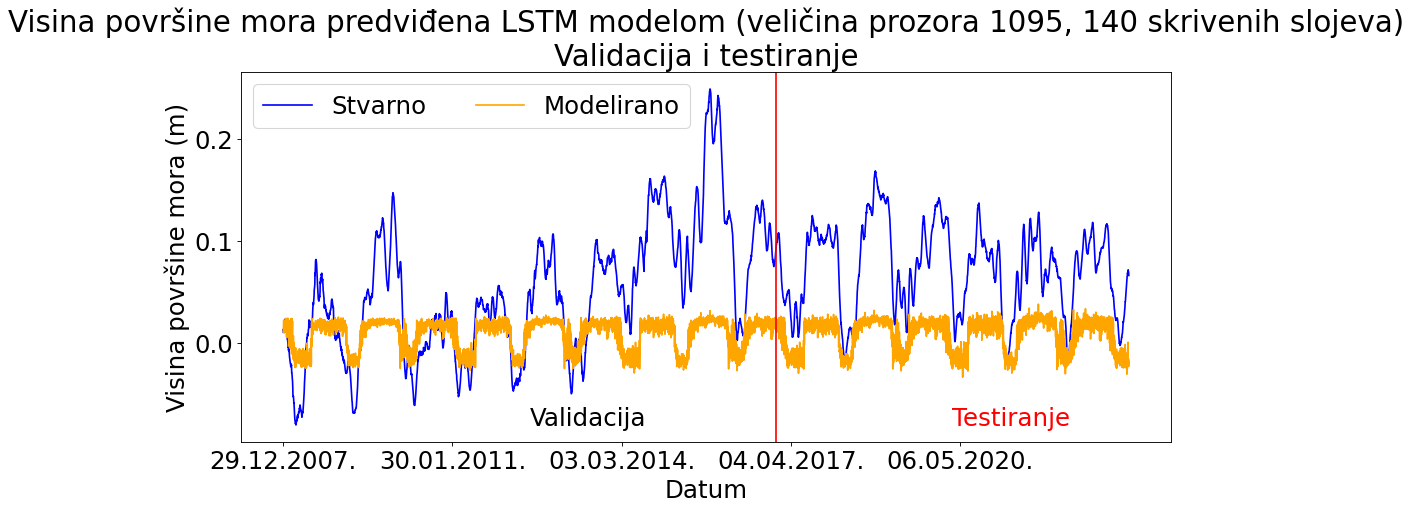 Visina površine mora predviđena LSTM modelom (veličina prozora 1095, 140 skrivenih slojeva)
Validacija i testiranje
Stvarno
Modelirano
Visina površine mora (m)
0.2
0.1
0.0
Validacija
Testiranje
29.12.2007.
30.01.2011.
03.03.2014.
04.04.2017.
06.05.2020.
Datum